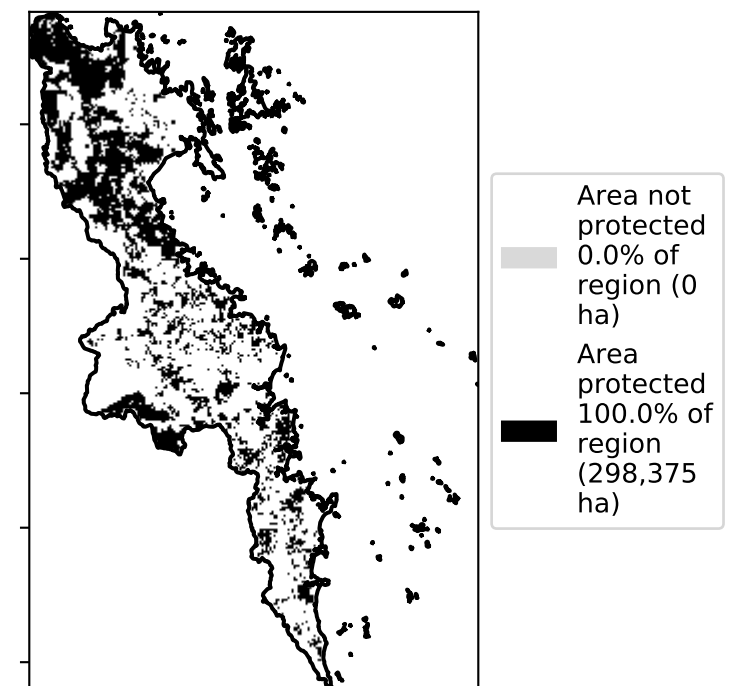 Area not
protected
0.0% of
region (0
ha)
Area
protected
100.0% of
region
(298,375
ha)